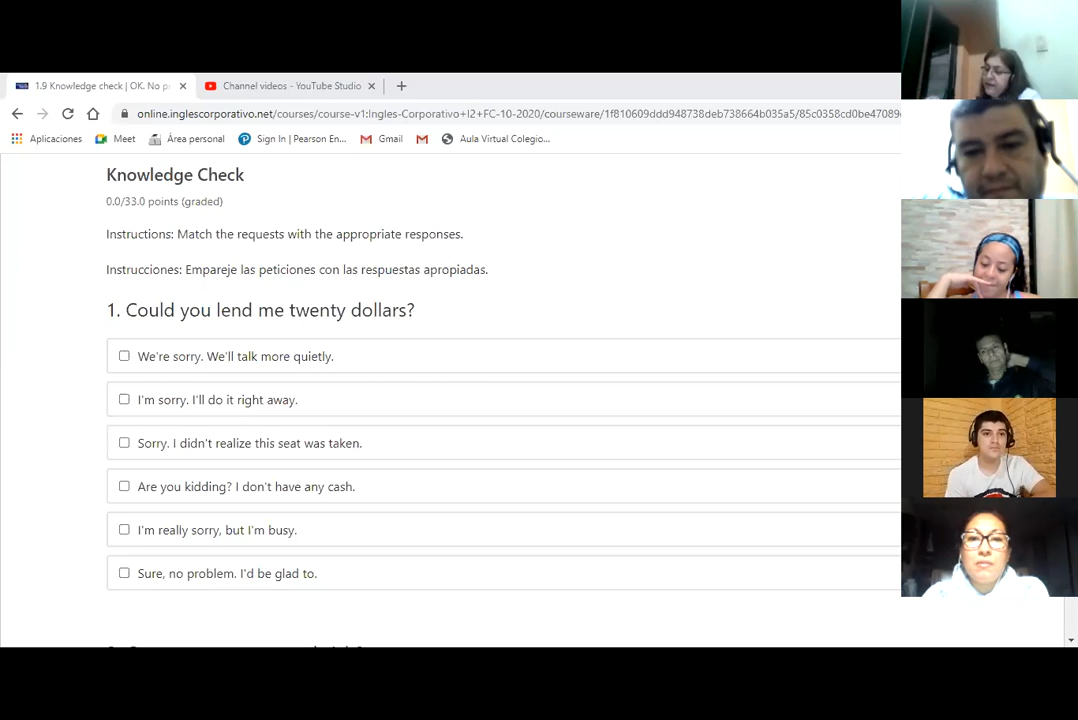 1.9 Knowledge check | OK. No p
Channel videos - YouTube Studio
online.inglescorporativo.net/courses/course-v1:Ingles-Corporativo+I2+FC-10-2020/courseware/1f810609ddd948738deb738664b035a5/85c0358cd0be47089
Aplicaciones
Meet
Área personal
Sign In | Pearson En...
Gmail
Aula Virtual Colegio...
Knowledge Check
0.0/33.0 points (graded)
Instructions: Match the requests with the appropriate responses.
Instrucciones: Empareje las peticiones con las respuestas apropiadas.
1. Could you lend me twenty dollars?
We're sorry. We'll talk more quietly.
I'm sorry. I'll do it right away.
Sorry. I didn't realize this seat was taken.
Are you kidding? I don't have any cash.
I'm really sorry, but I'm busy.
Sure, no problem. I'd be glad to.